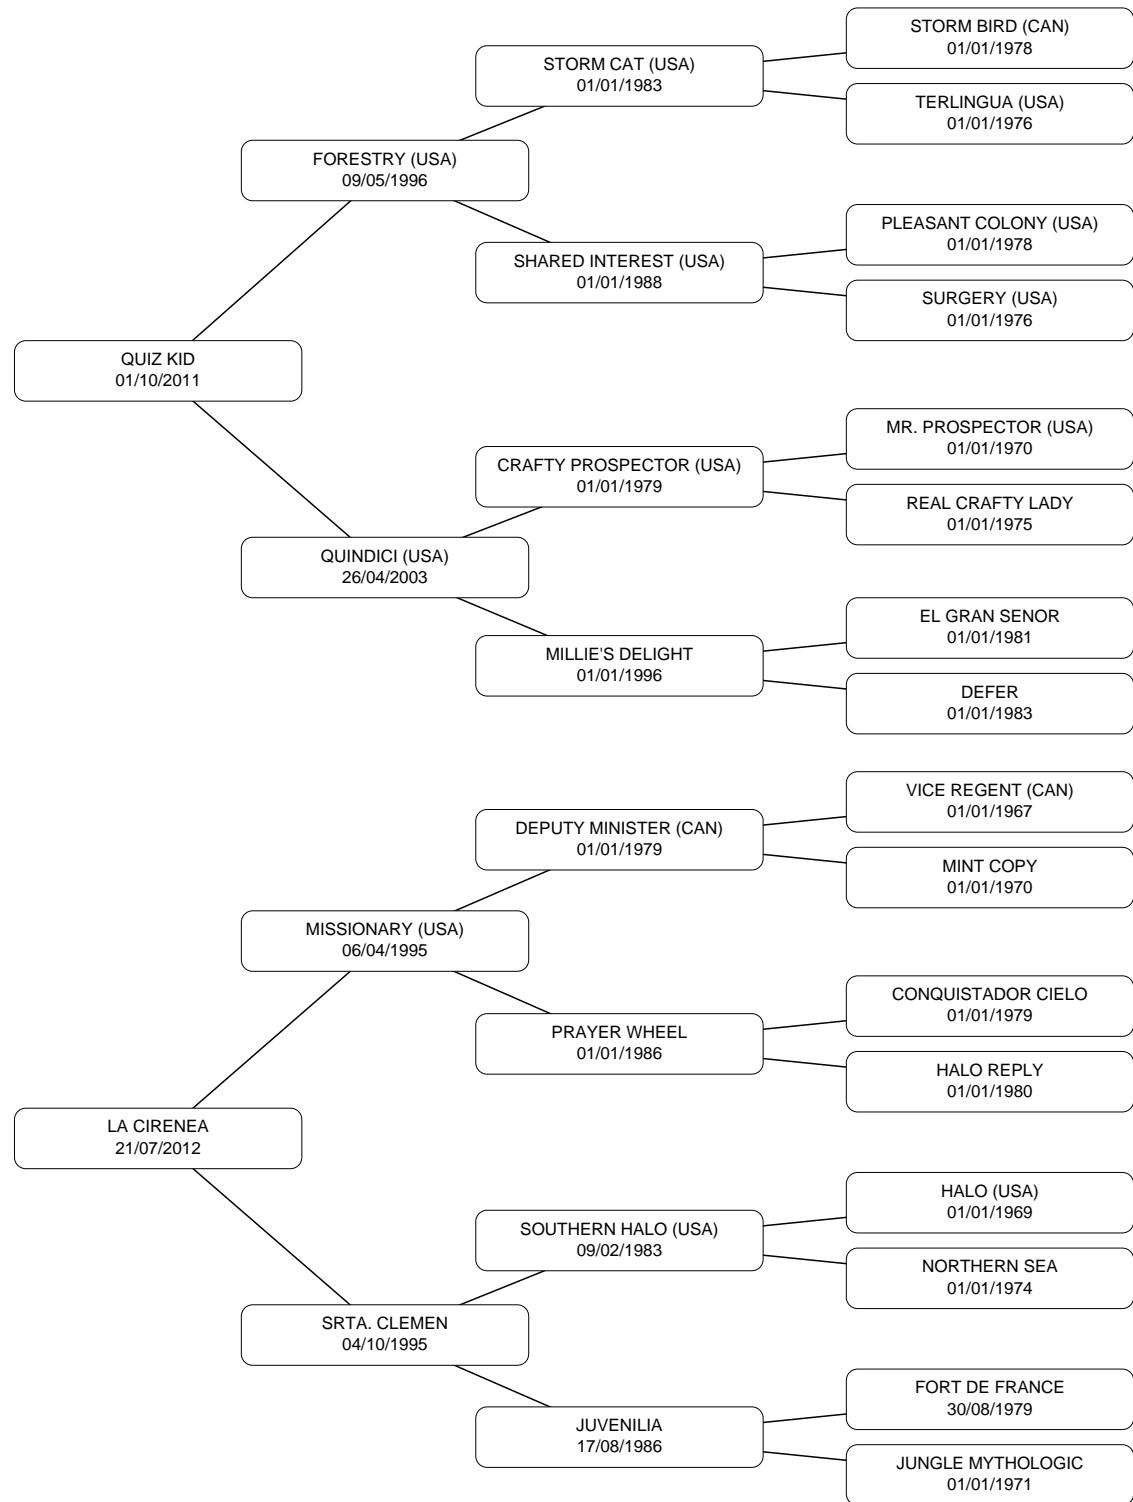 STORM BIRD (CAN)
01/01/1978
STORM CAT (USA)
01/01/1983
TERLINGUA (USA)
01/01/1976
FORESTRY (USA)
09/05/1996
PLEASANT COLONY (USA)
01/01/1978
SHARED INTEREST (USA)
01/01/1988
SURGERY (USA)
01/01/1976
QUIZ KID
01/10/2011
MR. PROSPECTOR (USA)
01/01/1970
CRAFTY PROSPECTOR (USA)
01/01/1979
REAL CRAFTY LADY
01/01/1975
QUINDICI (USA)
26/04/2003
EL GRAN SENOR
01/01/1981
MILLIE'S DELIGHT
01/01/1996
DEFER
01/01/1983
VICE REGENT (CAN)
01/01/1967
DEPUTY MINISTER (CAN)
01/01/1979
MINT COPY
01/01/1970
MISSIONARY (USA)
06/04/1995
CONQUISTADOR CIELO
01/01/1979
PRAYER WHEEL
01/01/1986
HALO REPLY
01/01/1980
LA CIRENEA
21/07/2012
HALO (USA)
01/01/1969
SOUTHERN HALO (USA)
09/02/1983
NORTHERN SEA
01/01/1974
SRTA. CLEMEN
04/10/1995
FORT DE FRANCE
30/08/1979
JUVENILIA
17/08/1986
JUNGLE MYTHOLOGIC
01/01/1971